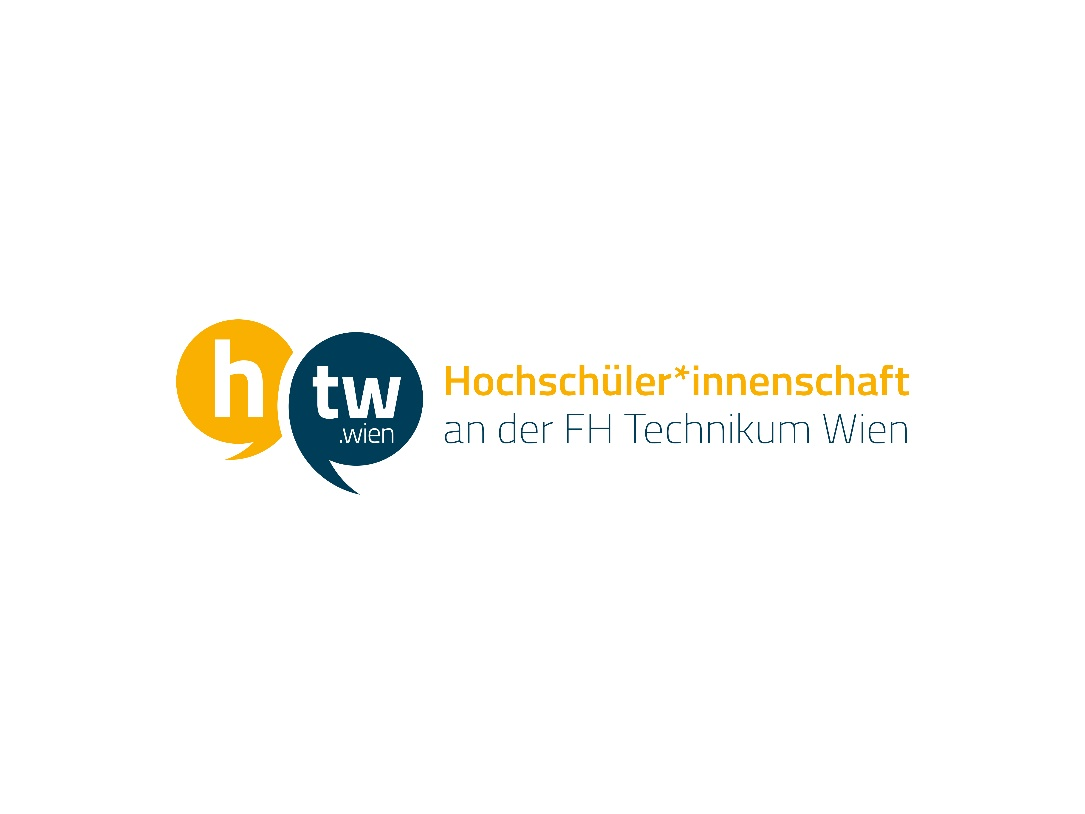 h
tw
.wien
Hochschüler*innenschaft
an der FH Technikum Wien